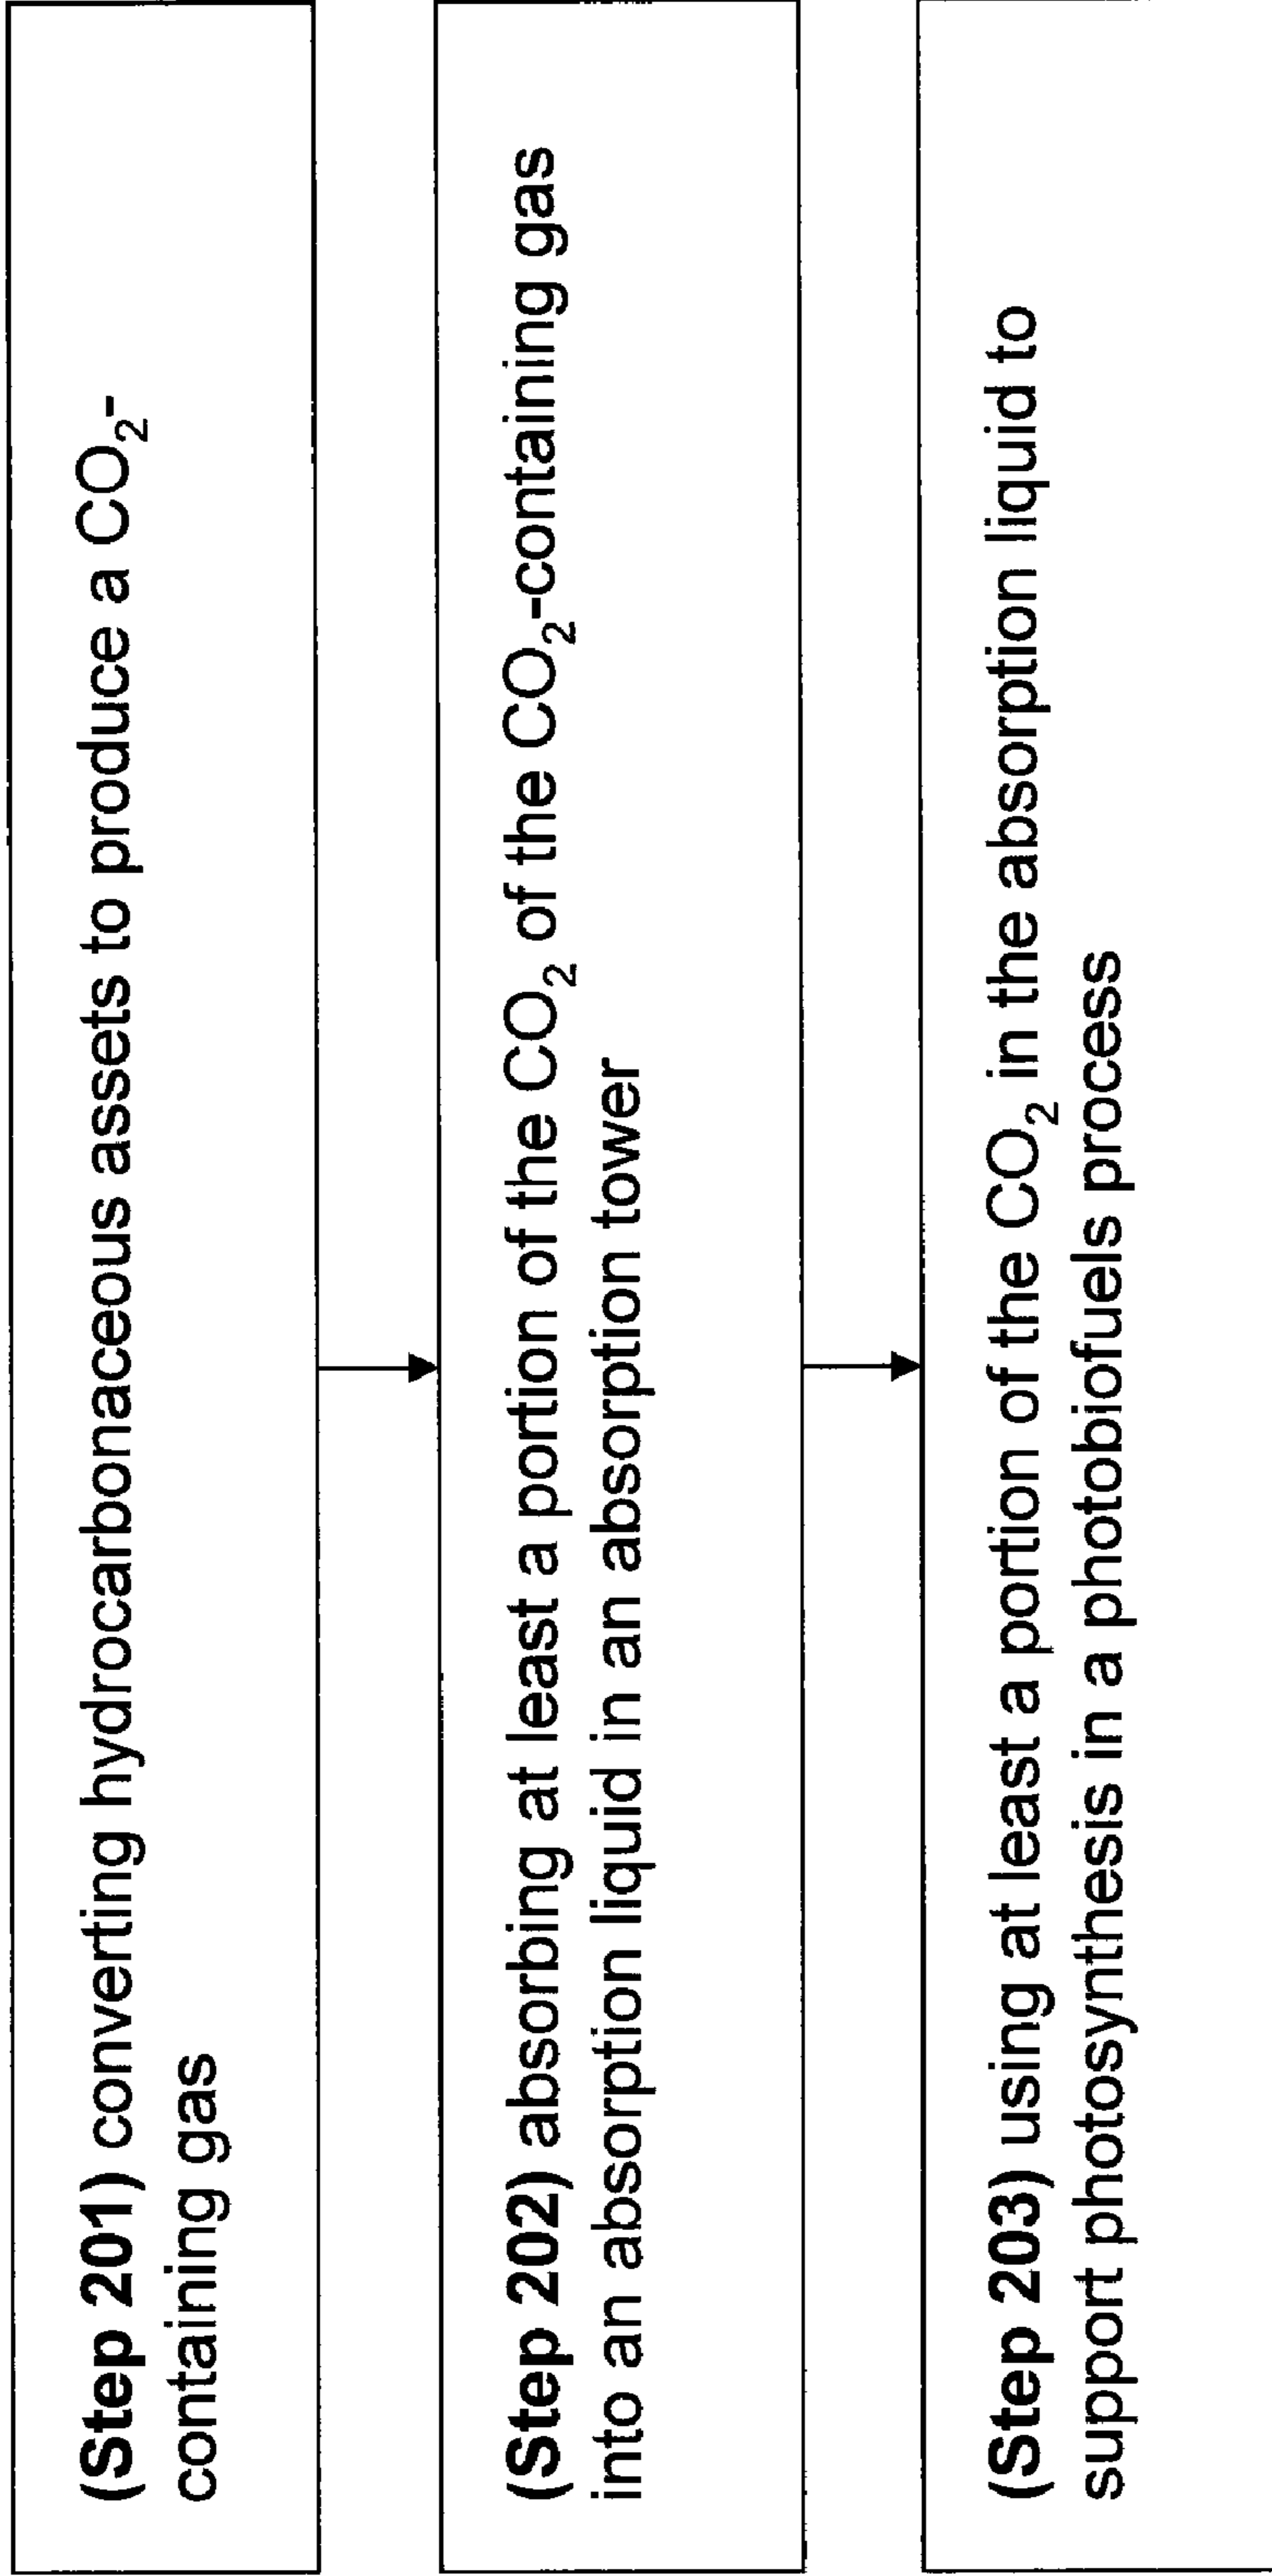 (Step 201) converting hydrocarbonaceous assets to produce a CO₂-
containing gas
(Step 202) absorbing at least a portion of the CO₂ of the CO₂-containing gas
into an absorption liquid in an absorption tower
(Step 203) using at least a portion of the CO₂ in the absorption liquid to
support photosynthesis in a photobiofuels process